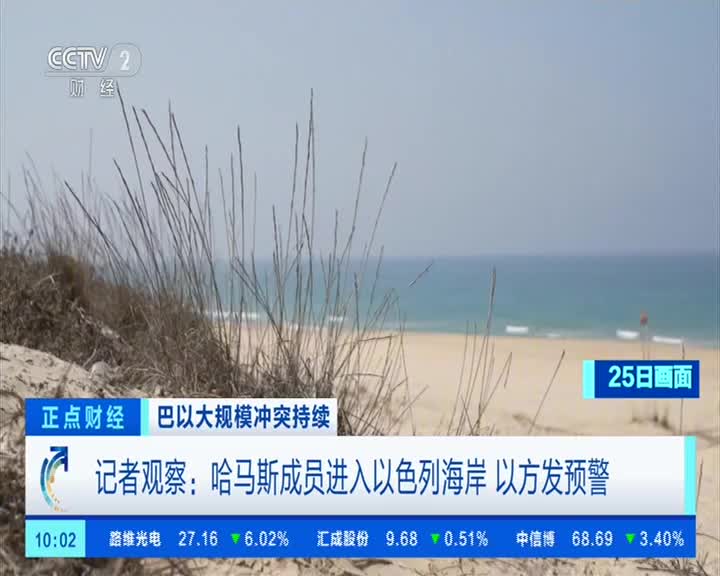 CCTV 2
财 经
25日画面
正点财经 巴以大规模冲突持续
记者观察：哈马斯成员进入以色列海岸 以方发预警
10:02 路维光电 27.16 ▼6.02% 汇成股份 9.68 ▼0.51% 中信博 68.69 ▼3.40%